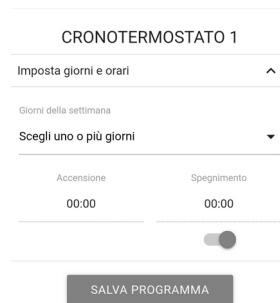 CRONOTERMOSTATO 1
Imposta giorni e orari
Giorni della settimana
Scegli uno o più giorni
Accensione Spegnimento
00:00 00:00
SALVA PROGRAMMA